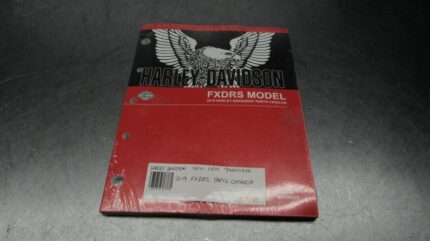 HARLEY-DAVIDSON
FXDRS MODEL
2019 HARLEY-DAVIDSON® PARTS CATALOG
HARLEY DAVIDSON NEW OEM
2019 FXDRS PARTS CATALOG